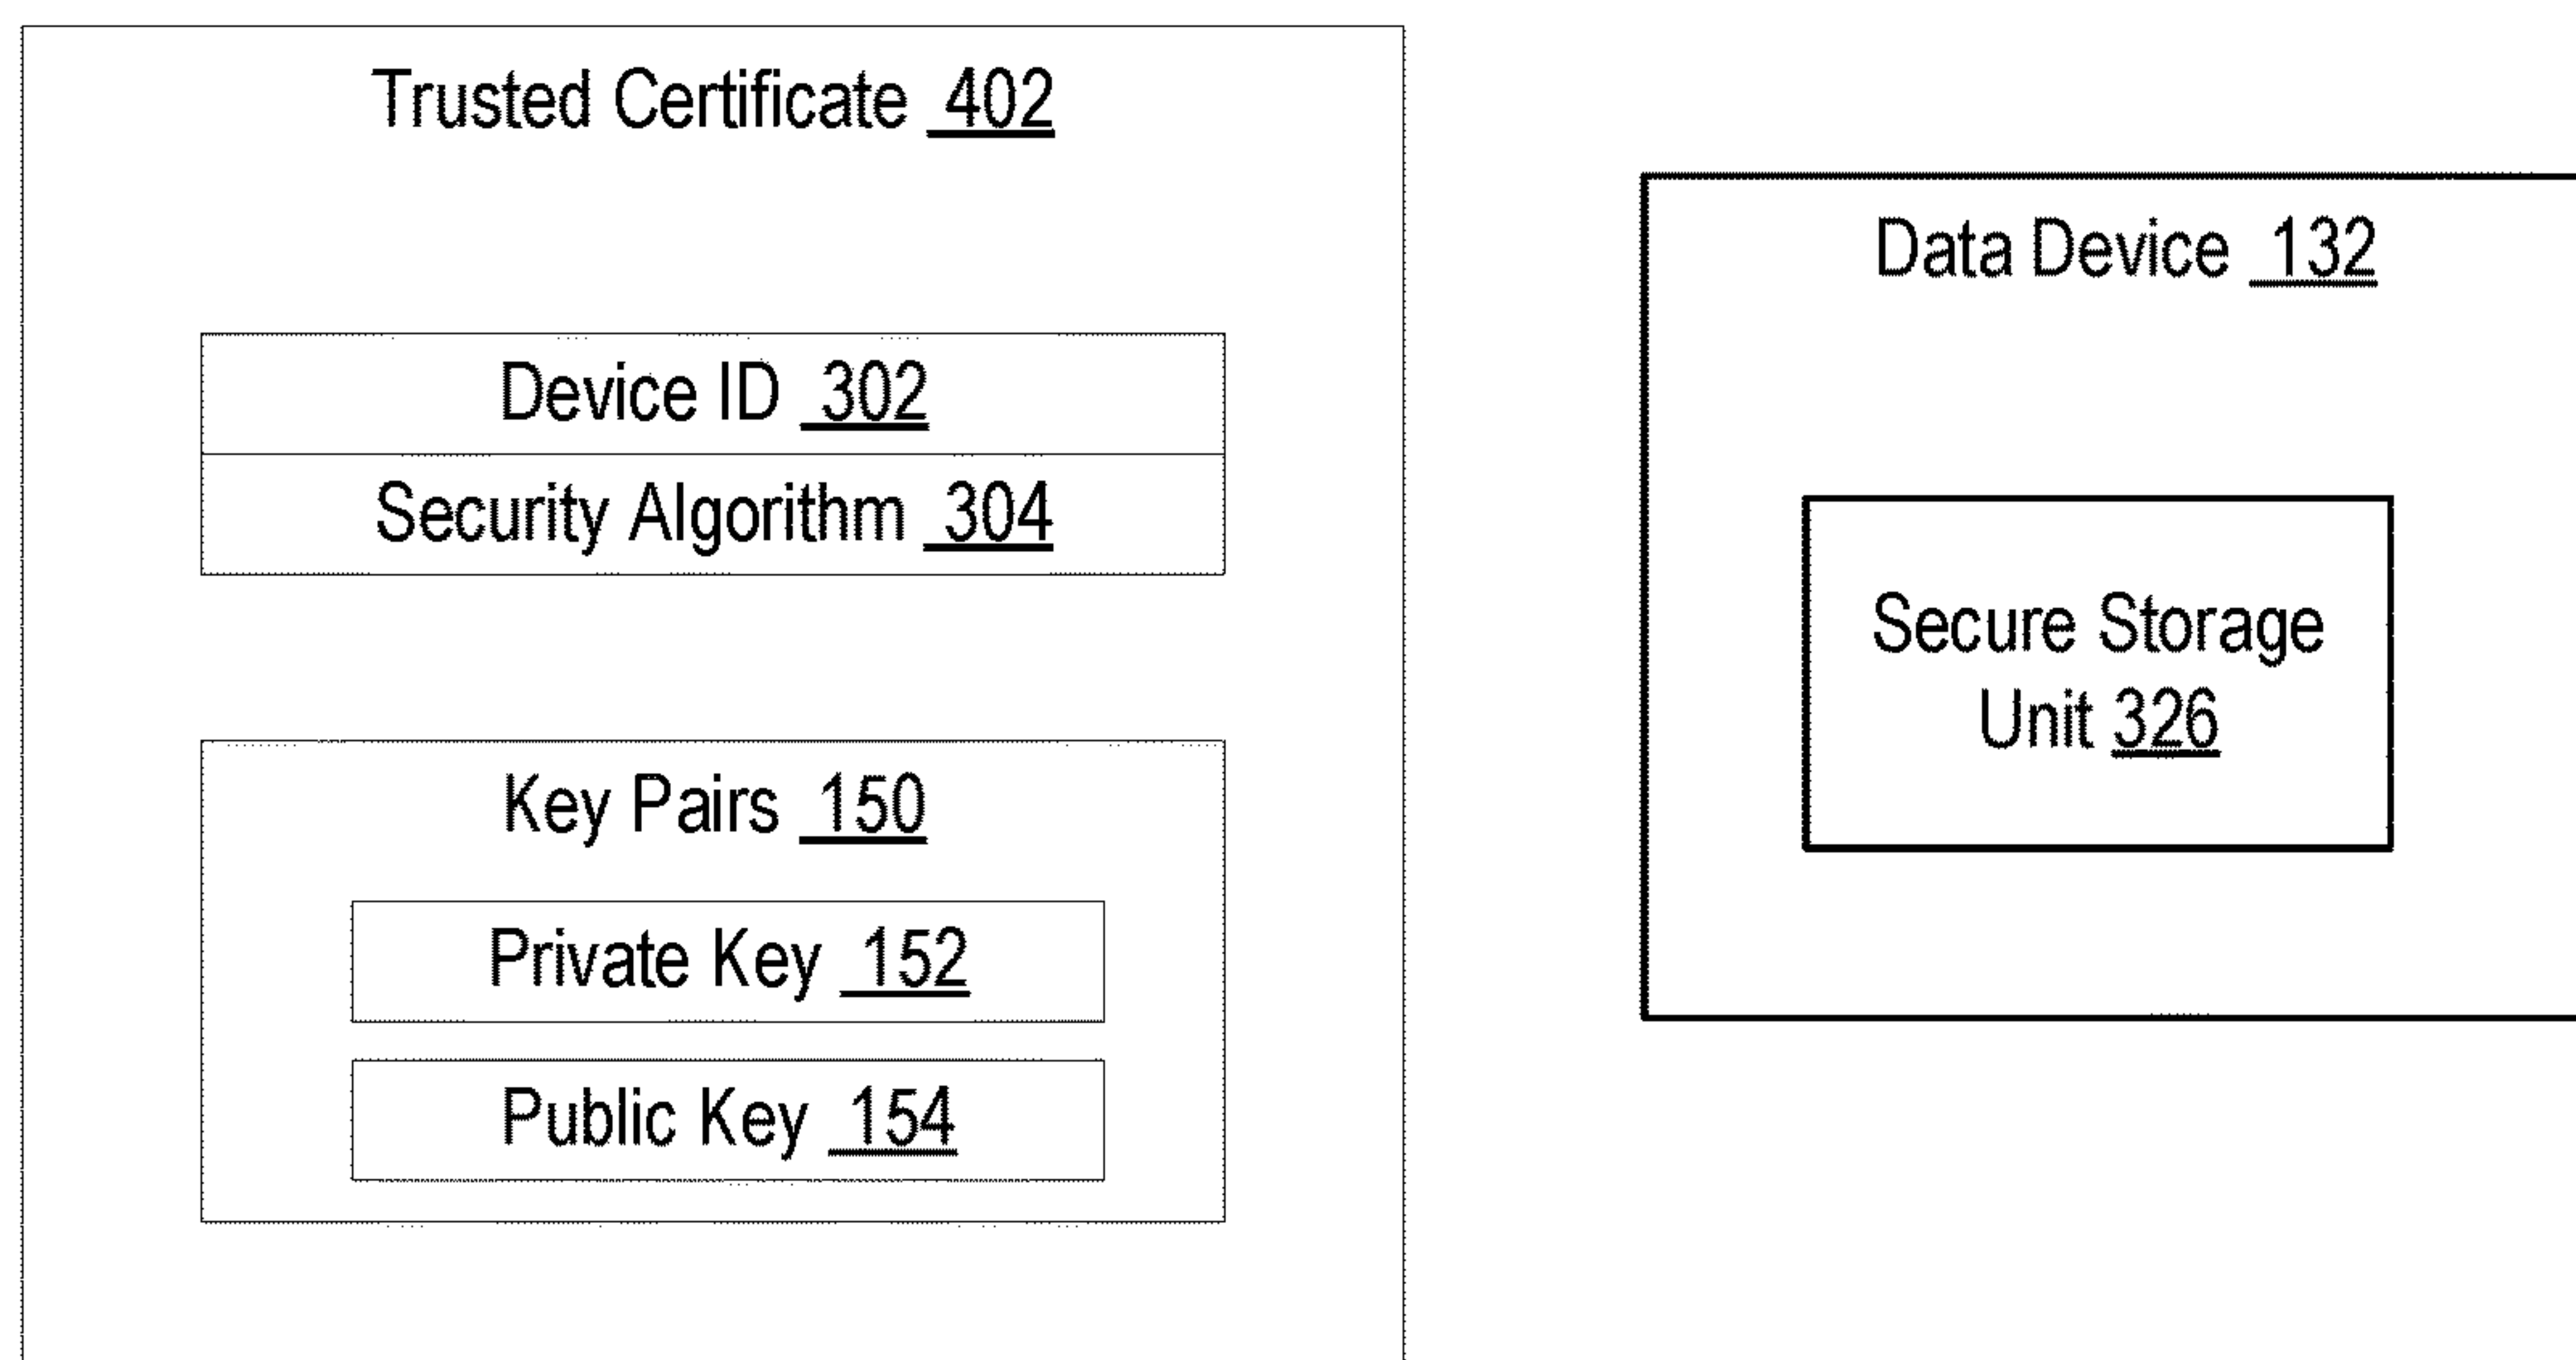 Trusted Certificate 402
Device ID 302
Security Algorithm 304
Key Pairs 150
Private Key 152
Public Key 154
Data Device 132
Secure Storage
Unit 326